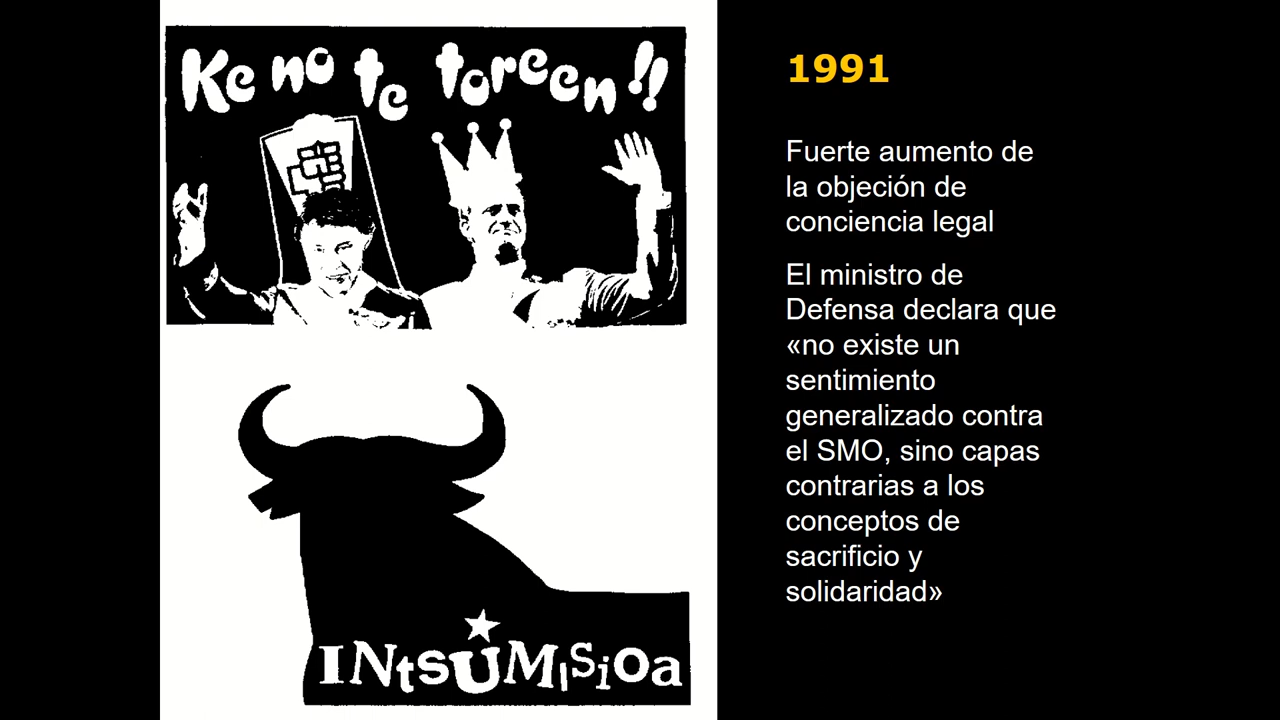 Ke no te toreen!!
INtsUMISiOa
1991
Fuerte aumento de
la objeción de
conciencia legal
El ministro de
Defensa declara que
«no existe un
sentimiento
generalizado contra
el SMO, sino capas
contrarias a los
conceptos de
sacrificio y
solidaridad»